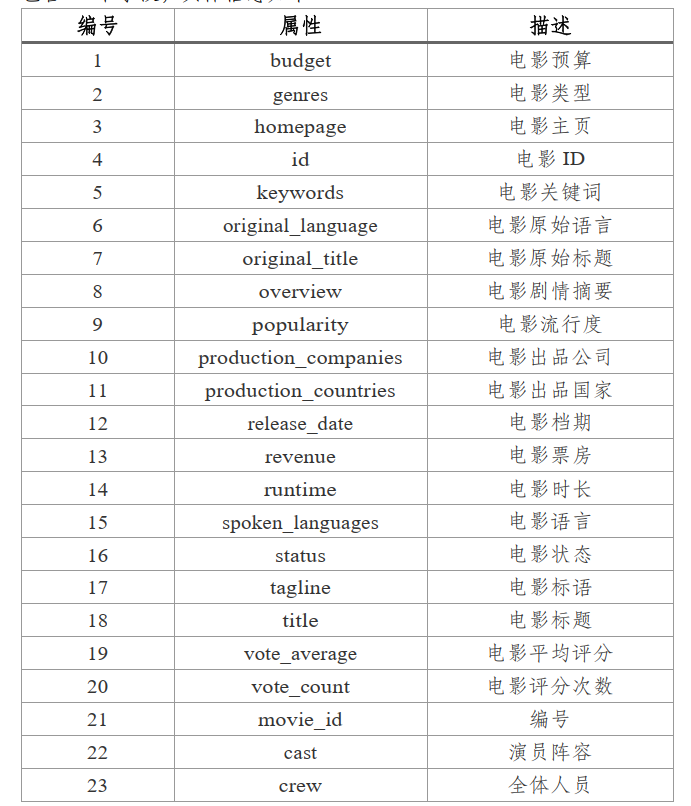 编号 属性 描述
1 budget 电影预算
2 genres 电影类型
3 homepage 电影主页
4 id 电影 ID
5 keywords 电影关键词
6 original_language 电影原始语言
7 original_title 电影原始标题
8 overview 电影剧情摘要
9 popularity 电影流行度
10 production_companies 电影出品公司
11 production_countries 电影出品国家
12 release_date 电影档期
13 revenue 电影票房
14 runtime 电影时长
15 spoken_languages 电影语言
16 status 电影状态
17 tagline 电影标语
18 title 电影标题
19 vote_average 电影平均评分
20 vote_count 电影评分次数
21 movie_id 编号
22 cast 演员阵容
23 crew 全体人员